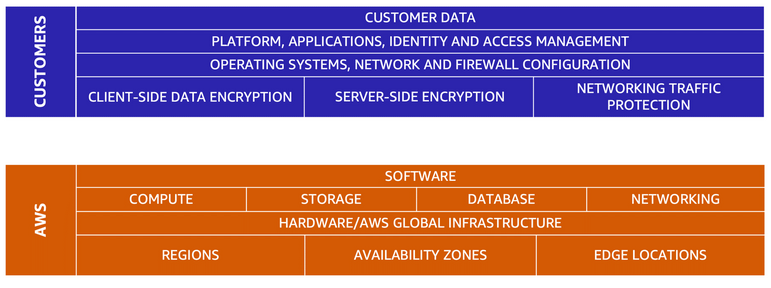 CUSTOMERS
CUSTOMER DATA
PLATFORM, APPLICATIONS, IDENTITY AND ACCESS MANAGEMENT
OPERATING SYSTEMS, NETWORK AND FIREWALL CONFIGURATION
CLIENT-SIDE DATA ENCRYPTION
SERVER-SIDE ENCRYPTION
NETWORKING TRAFFIC
PROTECTION
AWS
SOFTWARE
COMPUTE
STORAGE
DATABASE
NETWORKING
HARDWARE/AWS GLOBAL INFRASTRUCTURE
REGIONS
AVAILABILITY ZONES
EDGE LOCATIONS